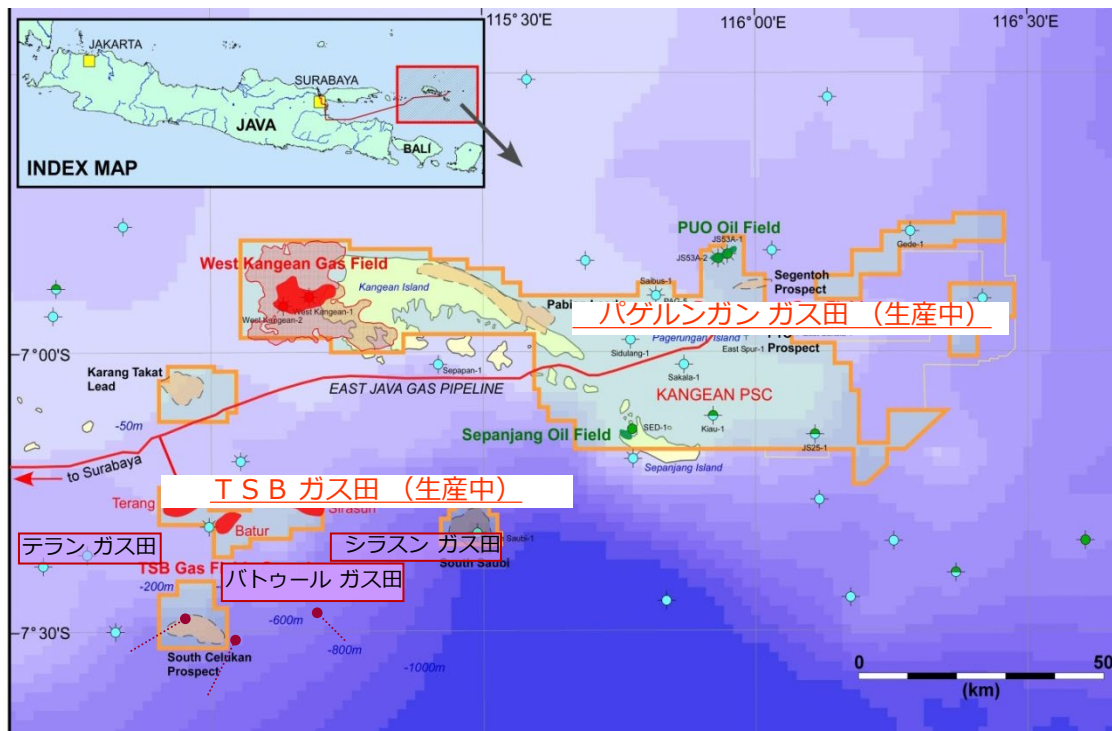 115°30'E
116°00'E
116°30'E
JAKARTA
SURABAYA
JAVA
BALI
INDEX MAP
PUO Oil Field
JS53A-1
JS53A-2
Gede-1
West Kangean Gas Field
Kangean Island
Saibus-1
Segentoh
Prospect
West Kangean-1
West Kangean-2
パゲルンガン ガス田 （生産中）
Pagerungan Island
Sidulang-1
East Spur-1
Prospect
-7°00'S
Karang Takat
Lead
Sepapan-1
Sakala-1
EAST JAVA GAS PIPELINE
KANGEAN PSC
-50m
Sepanjang Oil Field
SED-1
Kiau-1
JS25-1
to Surabaya
Sepanjang Island
ＴＳＢ ガス田 （生産中）
Terang
Sirasun
Batur
テラン ガス田
シラスン ガス田
South Saubi
TSB Gas
バトゥール ガス田
-200m
-600m
-7°30'S
-800m
-1000m
South Celukan
Prospect
0
50
(km)